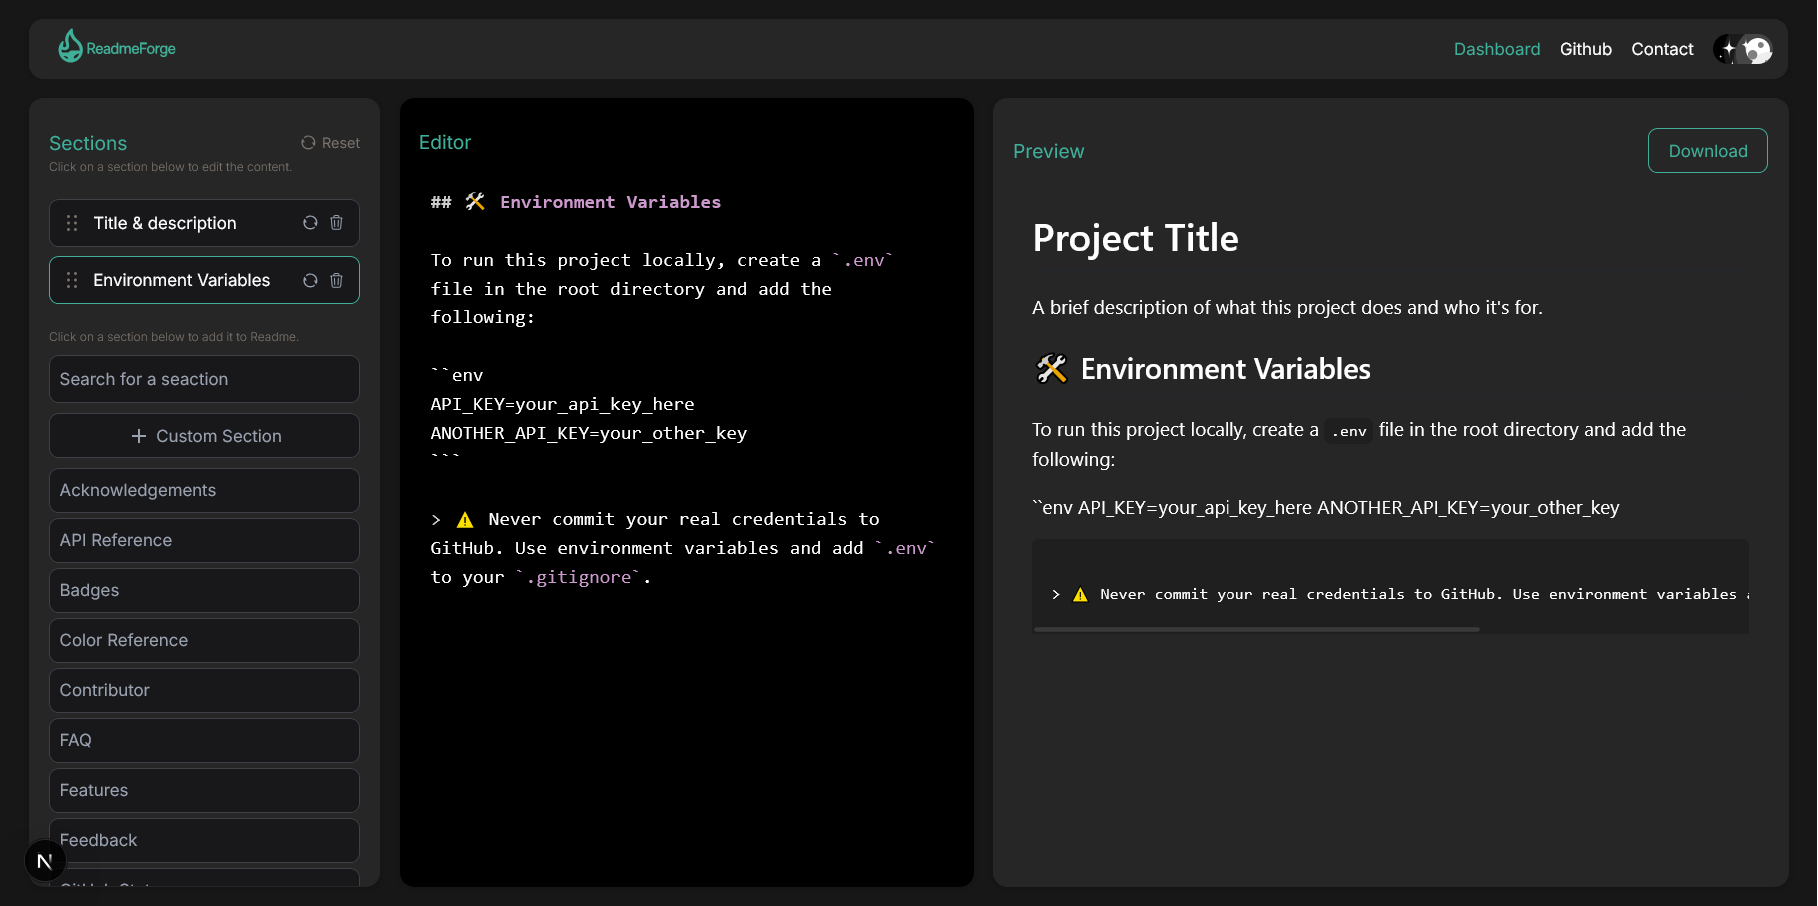 ReadmeForge
Dashboard Github Contact
Sections
Reset
Click on a section below to edit the content.
Title & description
Environment Variables
Click on a section below to add it to Readme.
Search for a seaction
+ Custom Section
Acknowledgements
API Reference
Badges
Color Reference
Contributor
FAQ
Features
Feedback
N
Editor
## 🛠 Environment Variables
To run this project locally, create a `.env`
file in the root directory and add the
following:
``env
API_KEY=your_api_key_here
ANOTHER_API_KEY=your_other_key
```
> ⚠️ Never commit your real credentials to
GitHub. Use environment variables and add `.env`
to your `.gitignore`.
Preview
Download
Project Title
A brief description of what this project does and who it's for.
🛠 Environment Variables
To run this project locally, create a .env file in the root directory and add the
following:
``env API_KEY=your_api_key_here ANOTHER_API_KEY=your_other_key
> ⚠️ Never commit your real credentials to GitHub. Use environment variables